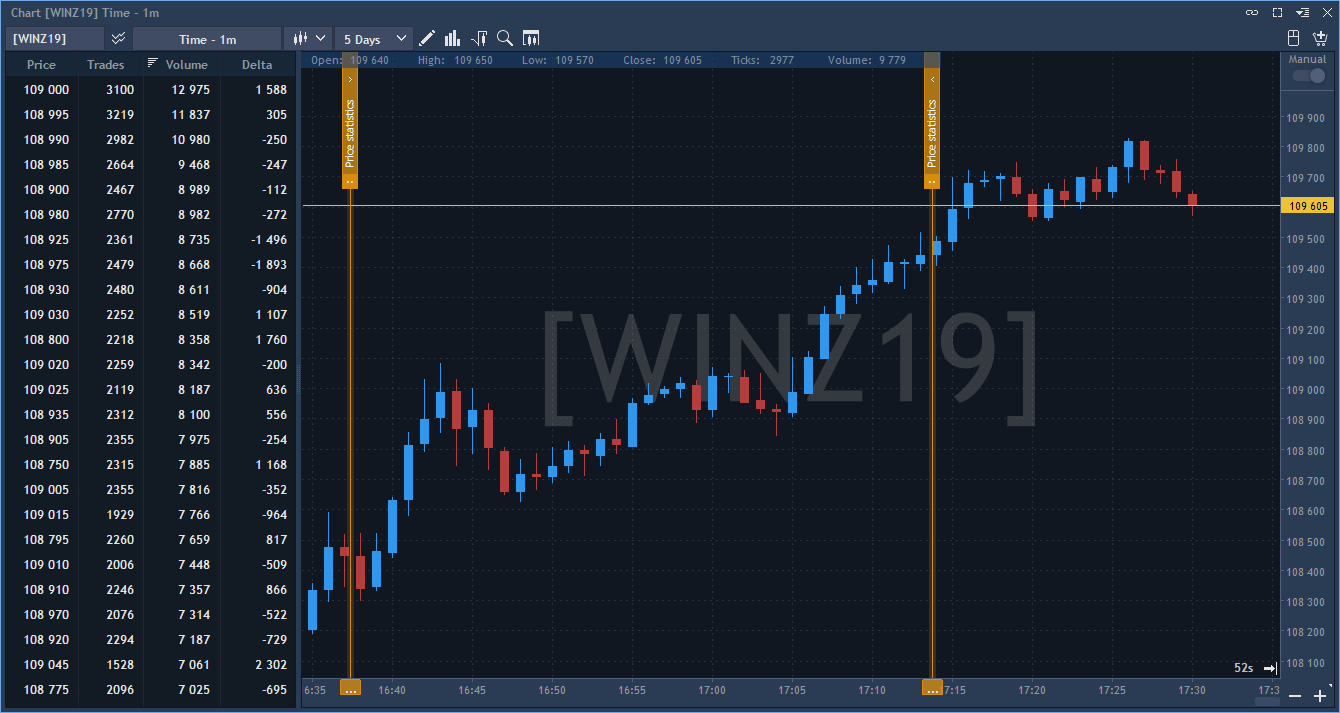 Chart [WINZ19] Time - 1m
[WINZ19] Time - 1m 5 Days
Price Trades Volume Delta
109 000 3100 12 975 1 588
108 995 3219 11 837 305
108 990 2982 10 980 -250
108 985 2664 9 468 -247
108 900 2467 8 989 -112
108 980 2770 8 982 -272
108 925 2361 8 735 -1 496
108 975 2479 8 668 -1 893
108 930 2480 8 611 -904
109 030 2252 8 519 1 107
108 800 2218 8 358 1 760
109 020 2259 8 342 -200
109 025 2119 8 187 636
108 935 2312 8 100 556
108 905 2355 7 975 -254
108 750 2315 7 885 1 168
109 005 2355 7 816 -352
109 015 1929 7 766 -964
108 795 2260 7 659 817
109 010 2006 7 448 -509
108 910 2246 7 357 866
108 970 2076 7 314 -522
108 920 2294 7 187 -729
109 045 1528 7 061 2 302
108 775 2096 7 025 -695
Open: 109 640 High: 109 650 Low: 109 570 Close: 109 605 Ticks: 2977 Volume: 9 779
Price statistics
Price statistics
[WINZ19]
Manual
109 900
109 800
109 700
109 605
109 500
109 400
109 300
109 200
109 100
109 000
108 900
108 800
108 700
108 600
108 500
108 400
108 300
108 200
108 100
52s
6:35 ... 16:40 16:45 16:50 16:55 17:00 17:05 17:10 ... 7:15 17:20 17:25 17:30 17:3